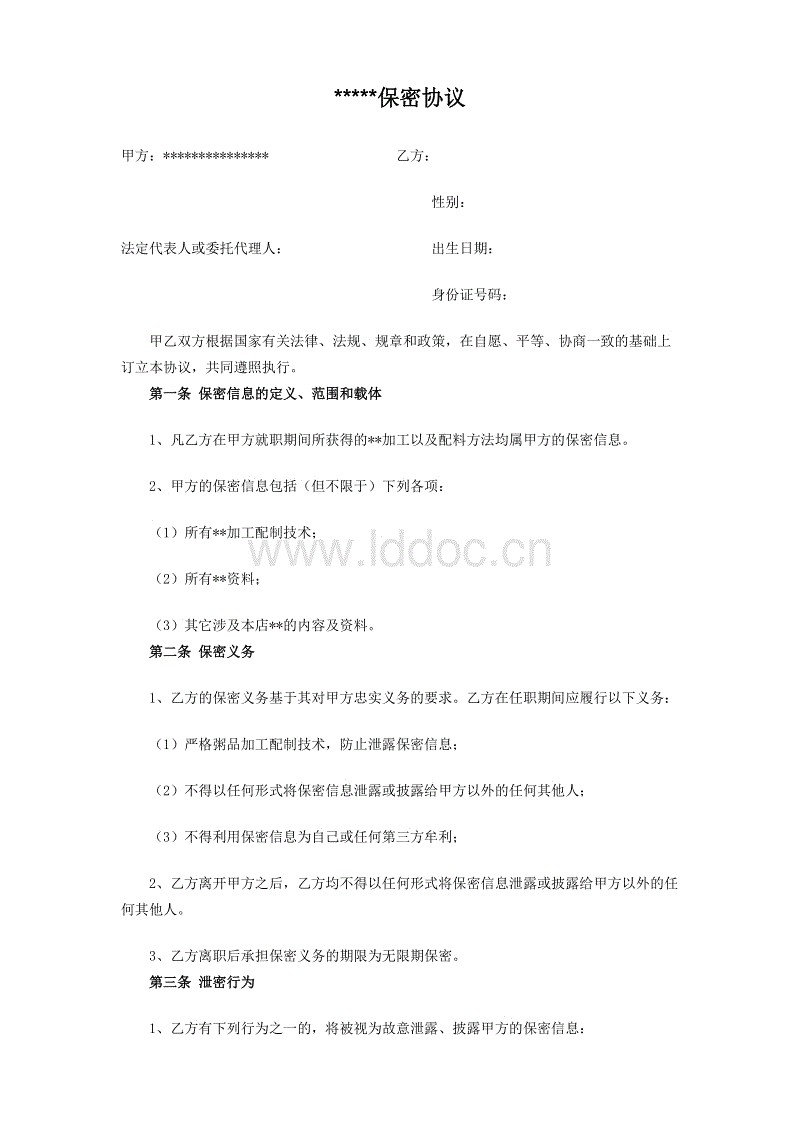 *****保密协议
甲方：*************** 乙方：
性别：
法定代表人或委托代理人： 出生日期：
身份证号码：
甲乙双方根据国家有关法律、法规、规章和政策，在自愿、平等、协商一致的基础上
订立本协议，共同遵照执行。
第一条 保密信息的定义、范围和载体
1、凡乙方在甲方就职期间所获得的**加工以及配料方法均属甲方的保密信息。
2、甲方的保密信息包括（但不限于）下列各项：
（1）所有**加工配制技术；
www.lddoc.cn
（2）所有**资料；
（3）其它涉及本店**的内容及资料。
第二条 保密义务
1、乙方的保密义务基于其对甲方忠实义务的要求。乙方在任职期间应履行以下义务：
（1）严格粥品加工配制技术，防止泄露保密信息；
（2）不得以任何形式将保密信息泄露或披露给甲方以外的任何其他人；
（3）不得利用保密信息为自己或任何第三方牟利；
2、乙方离开甲方之后，乙方均不得以任何形式将保密信息泄露或披露给甲方以外的任
何其他人。
3、乙方离职后承担保密义务的期限为无限期保密。
第三条 泄密行为
1、乙方有下列行为之一的，将被视为故意泄露、披露甲方的保密信息：